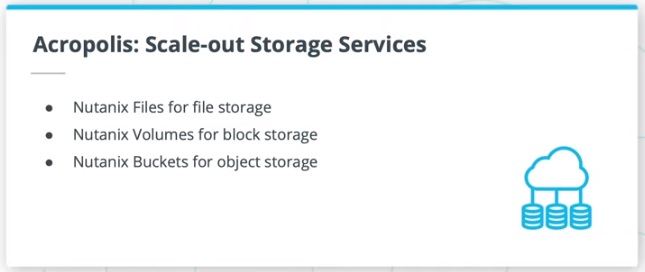 Acropolis: Scale-out Storage Services
● Nutanix Files for file storage
● Nutanix Volumes for block storage
● Nutanix Buckets for object storage